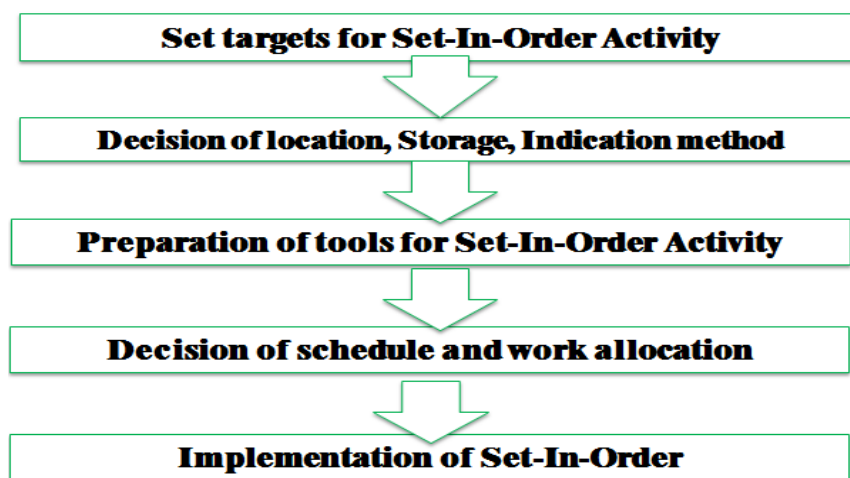 Set targets for Set-In-Order Activity
Decision of location, Storage, Indication method
Preparation of tools for Set-In-Order Activity
Decision of schedule and work allocation
Implementation of Set-In-Order